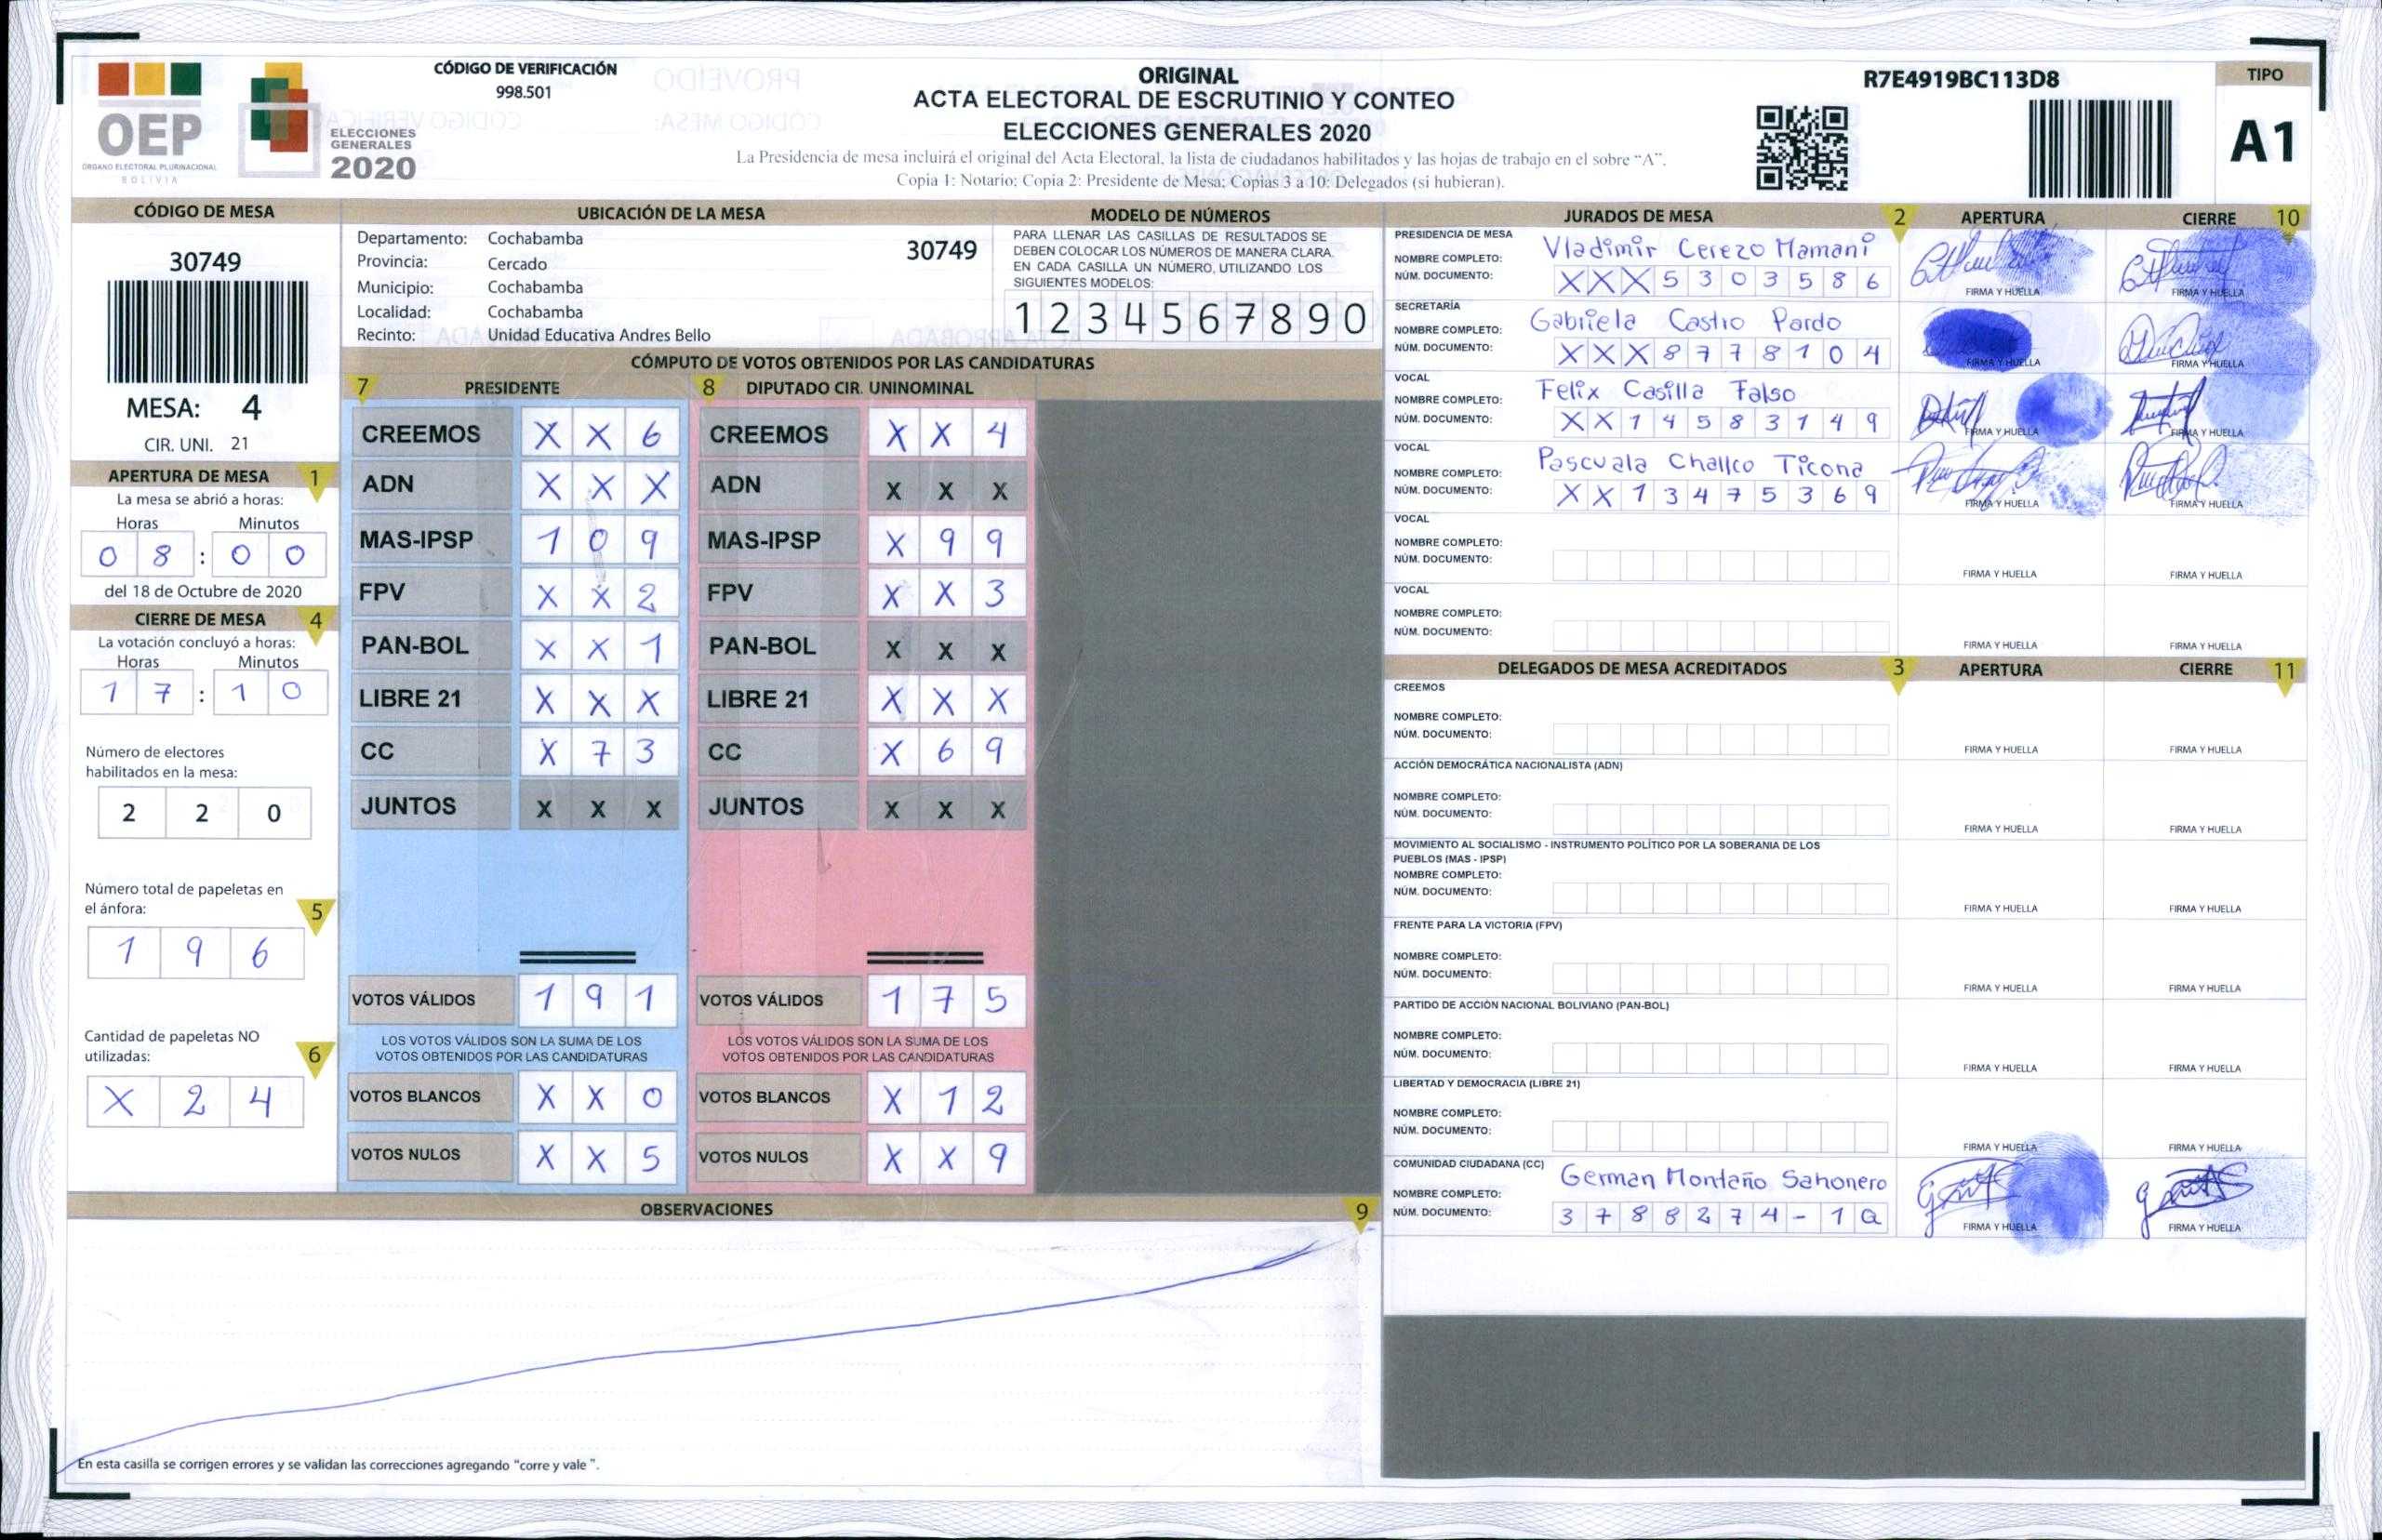 OEP
ÓRGANO ELECTORAL PLURINACIONAL
BOLIVIA
ELECCIONES
GENERALES
2020
CÓDIGO DE VERIFICACIÓN
998.501
ORIGINAL
ACTA ELECTORAL DE ESCRUTINIO Y CONTEO
ELECCIONES GENERALES 2020
La Presidencia de mesa incluirá el original del Acta Electoral, la lista de ciudadanos habilitados y las hojas de trabajo en el sobre "A".
Copia 1: Notario; Copia 2: Presidente de Mesa; Copias 3 a 10: Delegados (si hubieran).
R7E4919BC113D8
TIPO
A1
CÓDIGO DE MESA
30749
MESA: 4
CIR. UNI. 21
APERTURA DE MESA 1
La mesa se abrió a horas:
Horas Minutos
0 8 : 0 0
del 18 de Octubre de 2020
CIERRE DE MESA 4
La votación concluyó a horas:
Horas Minutos
1 7 : 1 0
Número de electores
habilitados en la mesa:
2 2 0
Número total de papeletas en
el ánfora: 5
1 9 6
Cantidad de papeletas NO
utilizadas: 6
X 2 4
UBICACIÓN DE LA MESA
Departamento: Cochabamba
30749
Provincia: Cercado
Municipio: Cochabamba
Localidad: Cochabamba
Recinto: Unidad Educativa Andres Bello
MODELO DE NÚMEROS
PARA LLENAR LAS CASILLAS DE RESULTADOS SE
DEBEN COLOCAR LOS NÚMEROS DE MANERA CLARA.
EN CADA CASILLA UN NÚMERO, UTILIZANDO LOS
SIGUIENTES MODELOS:
1 2 3 4 5 6 7 8 9 0
CÓMPUTO DE VOTOS OBTENIDOS POR LAS CANDIDATURAS
7 PRESIDENTE 8 DIPUTADO CIR. UNINOMINAL
CREEMOS X X 6 CREEMOS X X 4
ADN X X X ADN X X X
MAS-IPSP 1 0 9 MAS-IPSP X 9 9
FPV X X 2 FPV X X 3
PAN-BOL X X 1 PAN-BOL X X X
LIBRE 21 X X X LIBRE 21 X X X
CC X 7 3 CC X 6 9
JUNTOS X X X JUNTOS X X X
VOTOS VÁLIDOS 1 9 1 VOTOS VÁLIDOS 1 7 5
LOS VOTOS VÁLIDOS SON LA SUMA DE LOS LOS VOTOS VÁLIDOS SON LA SUMA DE LOS
VOTOS OBTENIDOS POR LAS CANDIDATURAS VOTOS OBTENIDOS POR LAS CANDIDATURAS
VOTOS BLANCOS X X 0 VOTOS BLANCOS X 1 2
VOTOS NULOS X X 5 VOTOS NULOS X X 9
OBSERVACIONES 9
En esta casilla se corrigen errores y se validan las correcciones agregando "corre y vale ".
JURADOS DE MESA 2 APERTURA CIERRE 10
PRESIDENCIA DE MESA
NOMBRE COMPLETO: Vladimir Cerezo Mamani
NÚM. DOCUMENTO: X X X 5 3 0 3 5 8 6
FIRMA Y HUELLA FIRMA Y HUELLA
SECRETARÍA
NOMBRE COMPLETO: Gabriela Castro Pardo
NÚM. DOCUMENTO: X X X 8 7 7 8 1 0 4
FIRMA Y HUELLA FIRMA Y HUELLA
VOCAL
NOMBRE COMPLETO: Felix Casilla Falso
NÚM. DOCUMENTO: X X 1 4 5 8 3 1 4 9
FIRMA Y HUELLA FIRMA Y HUELLA
VOCAL
NOMBRE COMPLETO: Pascuala Challco Ticona
NÚM. DOCUMENTO: X X 1 3 4 7 5 3 6 9
FIRMA Y HUELLA FIRMA Y HUELLA
VOCAL
NOMBRE COMPLETO:
NÚM. DOCUMENTO:
FIRMA Y HUELLA FIRMA Y HUELLA
VOCAL
NOMBRE COMPLETO:
NÚM. DOCUMENTO:
FIRMA Y HUELLA FIRMA Y HUELLA
DELEGADOS DE MESA ACREDITADOS 3 APERTURA CIERRE 11
CREEMOS
NOMBRE COMPLETO:
NÚM. DOCUMENTO:
FIRMA Y HUELLA FIRMA Y HUELLA
ACCIÓN DEMOCRÁTICA NACIONALISTA (ADN)
NOMBRE COMPLETO:
NÚM. DOCUMENTO:
FIRMA Y HUELLA FIRMA Y HUELLA
MOVIMIENTO AL SOCIALISMO - INSTRUMENTO POLÍTICO POR LA SOBERANIA DE LOS
PUEBLOS (MAS - IPSP)
NOMBRE COMPLETO:
NÚM. DOCUMENTO:
FIRMA Y HUELLA FIRMA Y HUELLA
FRENTE PARA LA VICTORIA (FPV)
NOMBRE COMPLETO:
NÚM. DOCUMENTO:
FIRMA Y HUELLA FIRMA Y HUELLA
PARTIDO DE ACCIÓN NACIONAL BOLIVIANO (PAN-BOL)
NOMBRE COMPLETO:
NÚM. DOCUMENTO:
FIRMA Y HUELLA FIRMA Y HUELLA
LIBERTAD Y DEMOCRACIA (LIBRE 21)
NOMBRE COMPLETO:
NÚM. DOCUMENTO:
FIRMA Y HUELLA FIRMA Y HUELLA
COMUNIDAD CIUDADANA (CC)
NOMBRE COMPLETO: German Montaño Sahonero
NÚM. DOCUMENTO: 3 7 8 8 2 7 4 - 1 Q
FIRMA Y HUELLA FIRMA Y HUELLA